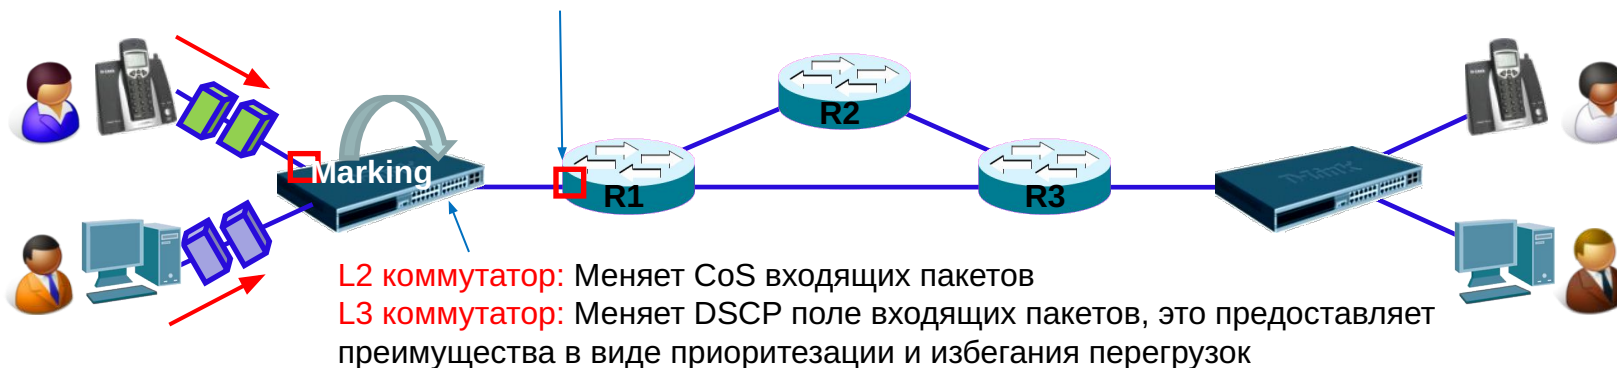 R2
Marking
R1
R3
D-Link
L2 коммутатор: Меняет CoS входящих пакетов
L3 коммутатор: Меняет DSCP поле входящих пакетов, это предоставляет
преимущества в виде приоритезации и избегания перегрузок